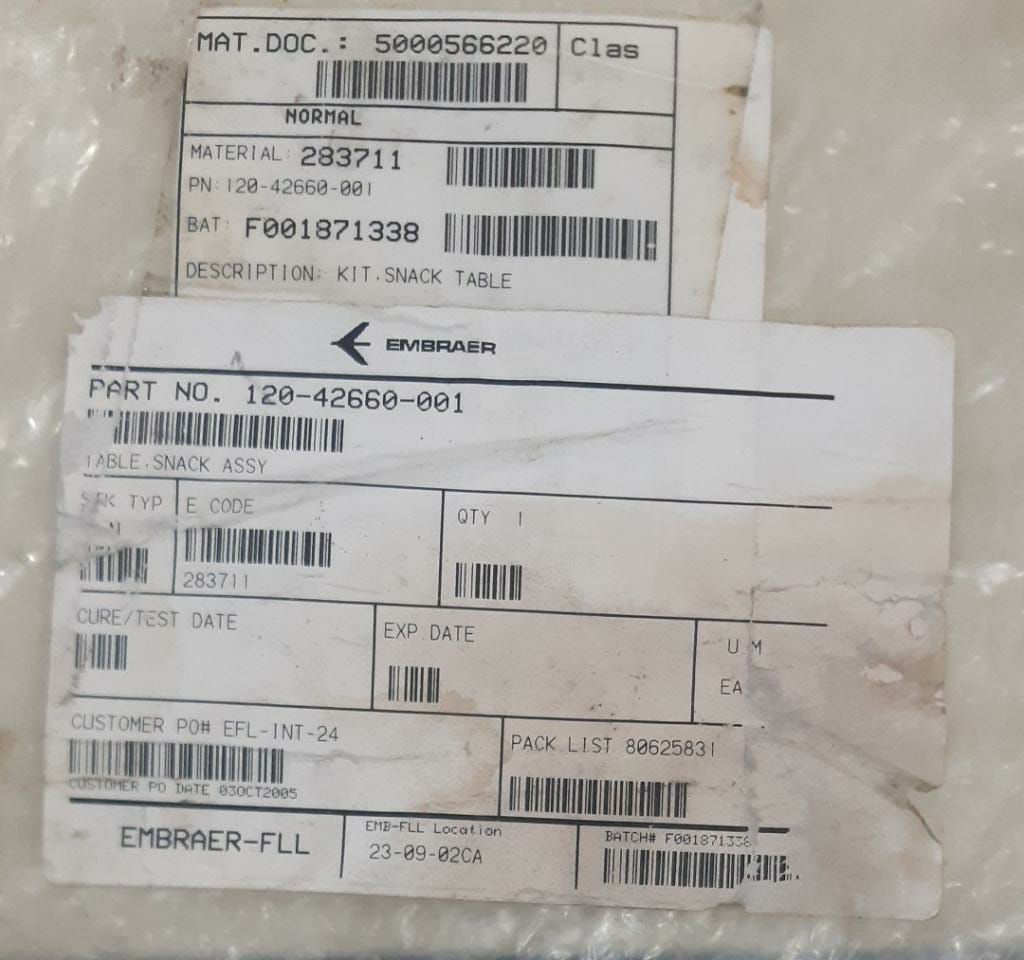 MAT.DOC.: 5000566220 Clas
NORMAL
MATERIAL: 283711
PN:120-42660-001
BAT: F001871338
DESCRIPTION: KIT.SNACK TABLE
EMBRAER
PART NO. 120-42660-001
TABLE.SNACK ASSY
STK TYP E CODE QTY 1
N
283711
CURE/TEST DATE EXP.DATE U.M
EA
CUSTOMER PO# EFL-INT-24 PACK LIST 80625831
CUSTOMER PO DATE 03OCT2005
EMBRAER-FLL EMB-FLL Location BATCH# F001871338
23-09-02CA